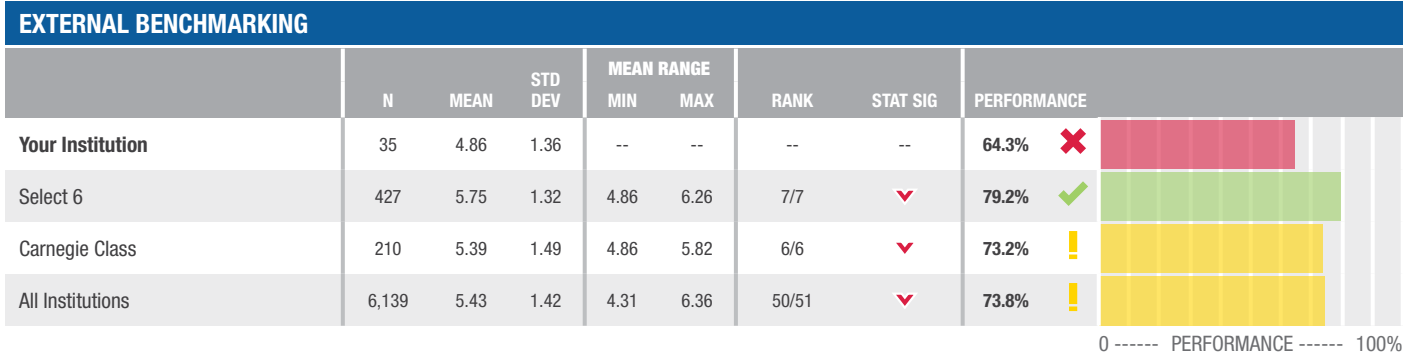 EXTERNAL BENCHMARKING
N MEAN STD DEV MEAN RANGE MIN MAX RANK STAT SIG PERFORMANCE
Your Institution 35 4.86 1.36 -- -- -- -- 64.3%
Select 6 427 5.75 1.32 4.86 6.26 7/7 79.2%
Carnegie Class 210 5.39 1.49 4.86 5.82 6/6 73.2%
All Institutions 6,139 5.43 1.42 4.31 6.36 50/51 73.8%
0 ------ PERFORMANCE ------ 100%